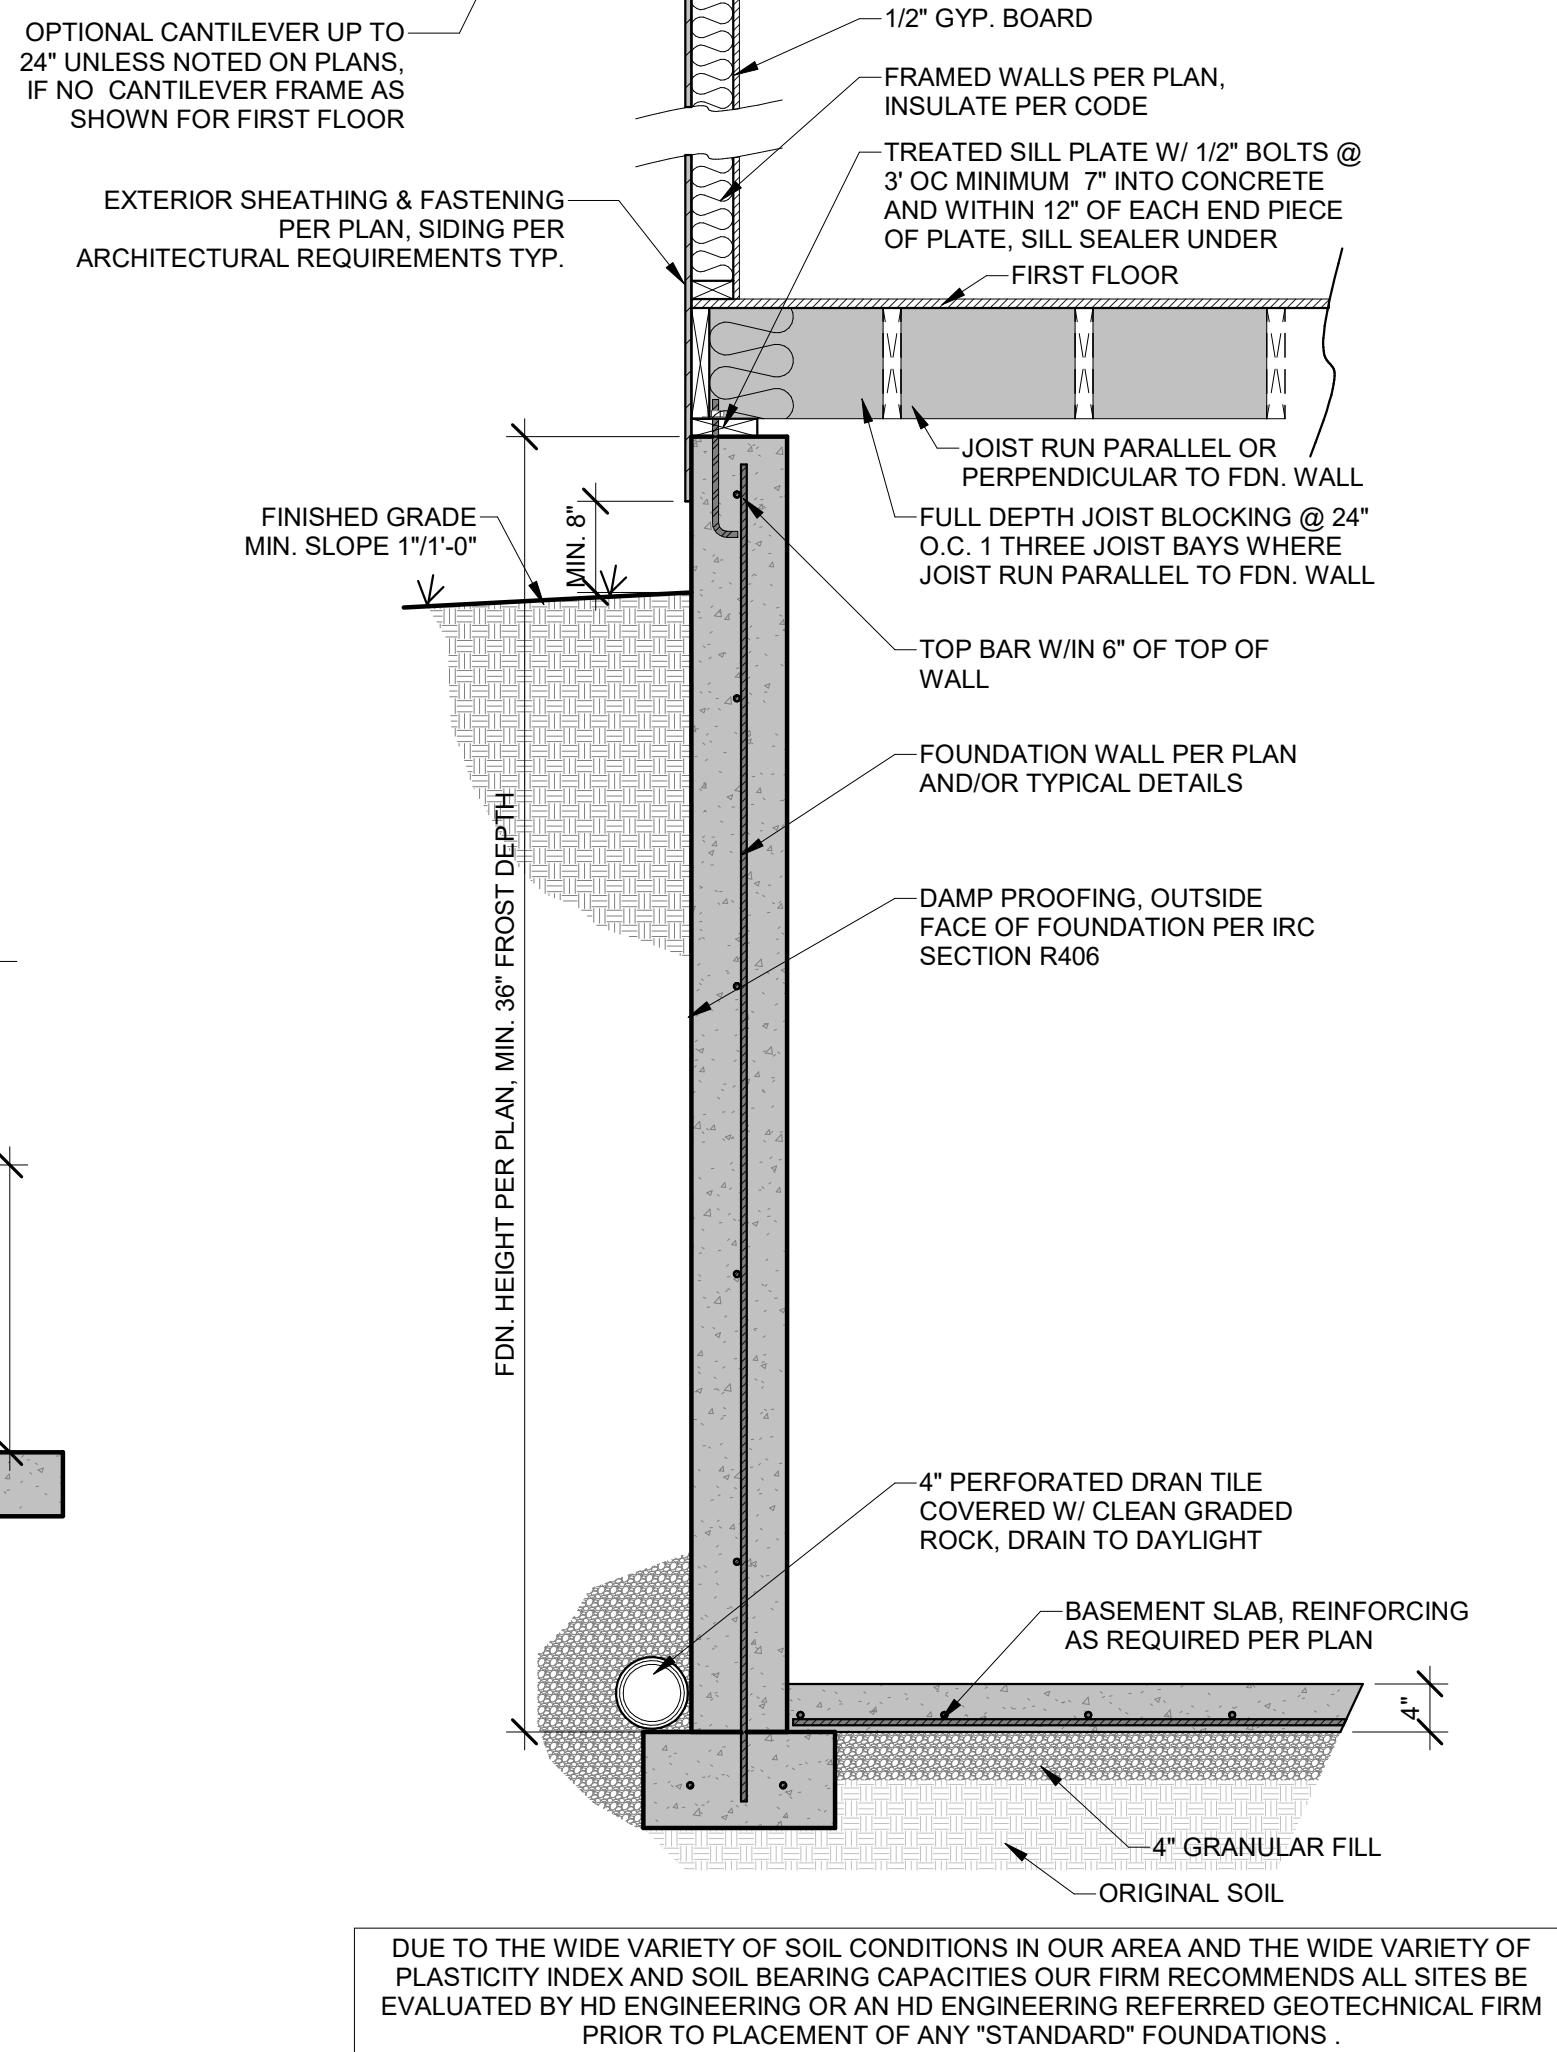 OPTIONAL CANTILEVER UP TO
24" UNLESS NOTED ON PLANS,
IF NO CANTILEVER FRAME AS
SHOWN FOR FIRST FLOOR
1/2" GYP. BOARD
FRAMED WALLS PER PLAN,
INSULATE PER CODE
TREATED SILL PLATE W/ 1/2" BOLTS @
3' OC MINIMUM 7" INTO CONCRETE
AND WITHIN 12" OF EACH END PIECE
OF PLATE, SILL SEALER UNDER
EXTERIOR SHEATHING & FASTENING
PER PLAN, SIDING PER
ARCHITECTURAL REQUIREMENTS TYP.
FIRST FLOOR
JOIST RUN PARALLEL OR
PERPENDICULAR TO FDN. WALL
FINISHED GRADE
MIN. SLOPE 1"/1'-0"
MIN. 8"
FULL DEPTH JOIST BLOCKING @ 24"
O.C. 1 THREE JOIST BAYS WHERE
JOIST RUN PARALLEL TO FDN. WALL
TOP BAR W/IN 6" OF TOP OF
WALL
FOUNDATION WALL PER PLAN
AND/OR TYPICAL DETAILS
DAMP PROOFING, OUTSIDE
FACE OF FOUNDATION PER IRC
SECTION R406
FDN. HEIGHT PER PLAN, MIN. 36" FROST DEPTH
4" PERFORATED DRAN TILE
COVERED W/ CLEAN GRADED
ROCK, DRAIN TO DAYLIGHT
BASEMENT SLAB, REINFORCING
AS REQUIRED PER PLAN
4"
4" GRANULAR FILL
ORIGINAL SOIL
DUE TO THE WIDE VARIETY OF SOIL CONDITIONS IN OUR AREA AND THE WIDE VARIETY OF
PLASTICITY INDEX AND SOIL BEARING CAPACITIES OUR FIRM RECOMMENDS ALL SITES BE
EVALUATED BY HD ENGINEERING OR AN HD ENGINEERING REFERRED GEOTECHNICAL FIRM
PRIOR TO PLACEMENT OF ANY "STANDARD" FOUNDATIONS .